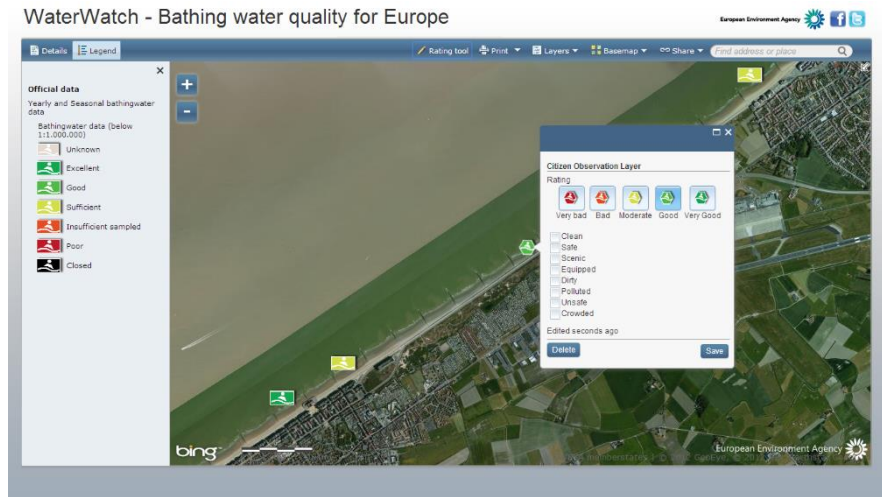 WaterWatch - Bathing water quality for Europe
European Environment Agency
Details Legend Rating tool Print Layers Basemap Share Find address or place
Official data
Yearly and Seasonal bathingwater
data
Bathingwater data (below
1:1.000.000)
Unknown
Excellent
Good
Sufficient
Insufficient sampled
Poor
Closed
Citizen Observation Layer
Rating
Very bad Bad Moderate Good Very Good
Clean
Safe
Scenic
Equipped
Dirty
Polluted
Unsafe
Crowded
Edited seconds ago
Delete Save
bing
European Environment Agency